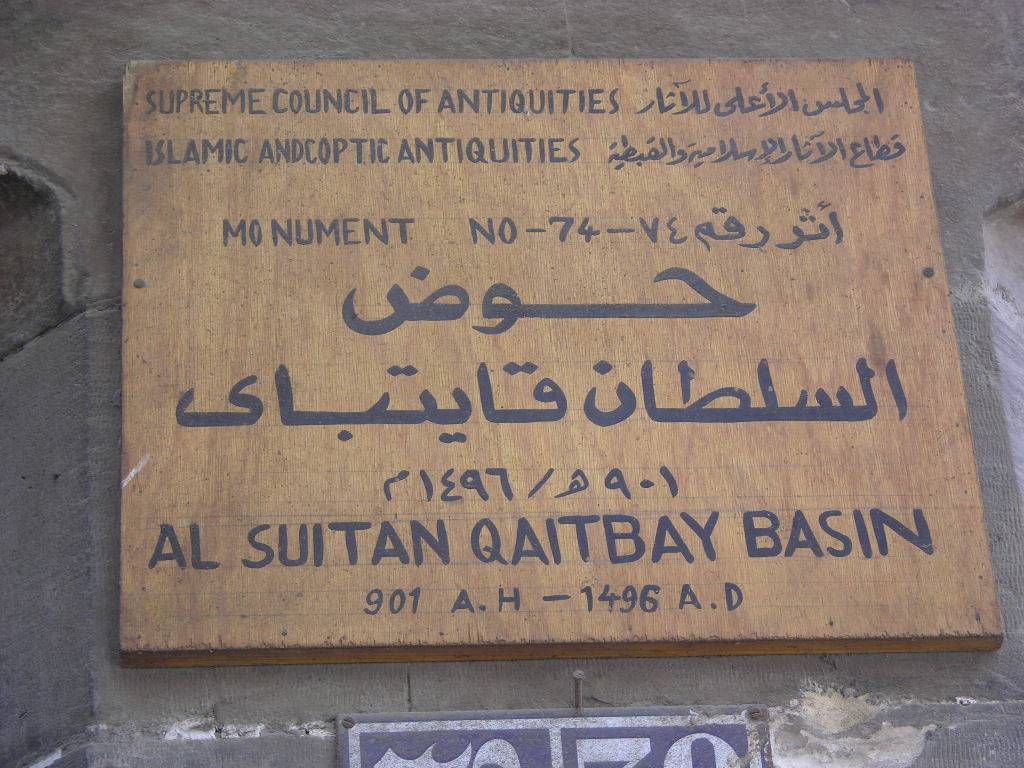 SUPREME COUNCIL OF ANTIQUITIES المجلس الأعلى للآثار
ISLAMIC ANDCOPTIC ANTIQUITIES قطاع الآثار الإسلامية والقبطية
MONUMENT NO-74-٧٤ أثر رقم
حوض
السلطان قايتباى
٩٠١ هـ / ١٤٩٦ م
AL SUITAN QAITBAY BASIN
901 A.H - 1496 A.D